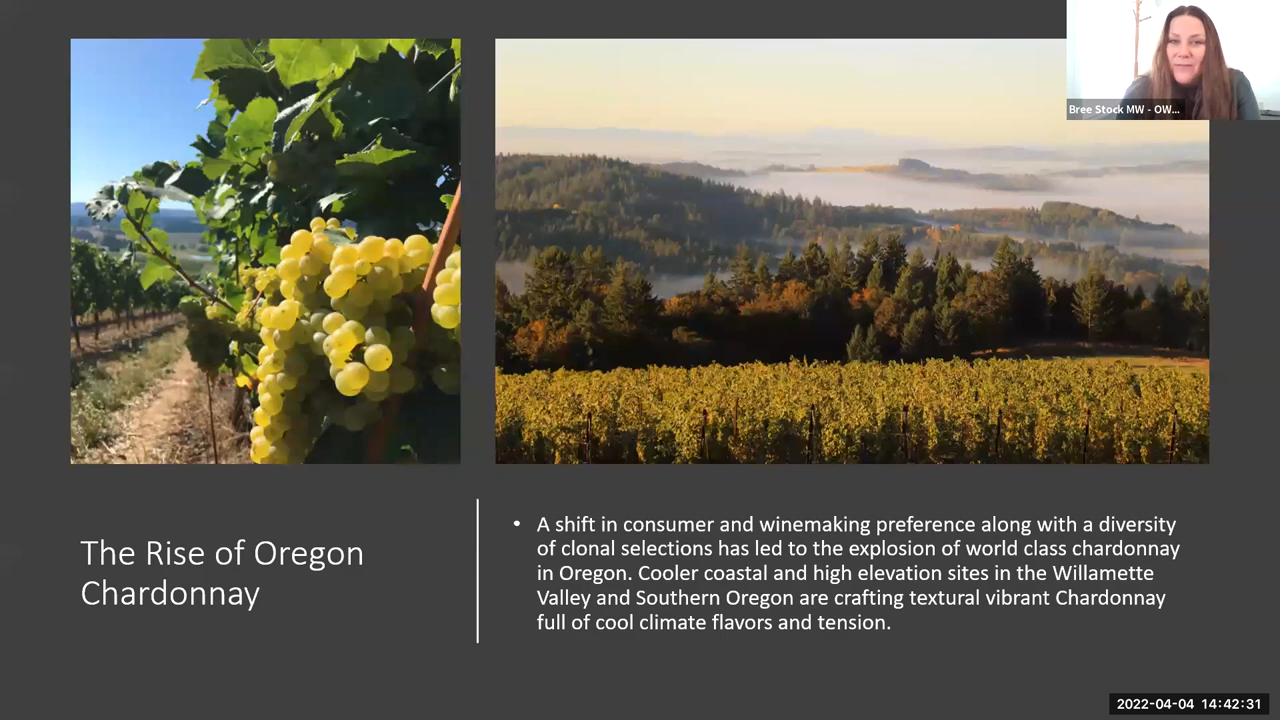 Bree Stock MW - OW...
The Rise of Oregon
Chardonnay
• A shift in consumer and winemaking preference along with a diversity
of clonal selections has led to the explosion of world class chardonnay
in Oregon. Cooler coastal and high elevation sites in the Willamette
Valley and Southern Oregon are crafting textural vibrant Chardonnay
full of cool climate flavors and tension.
2022-04-04 14:42:31